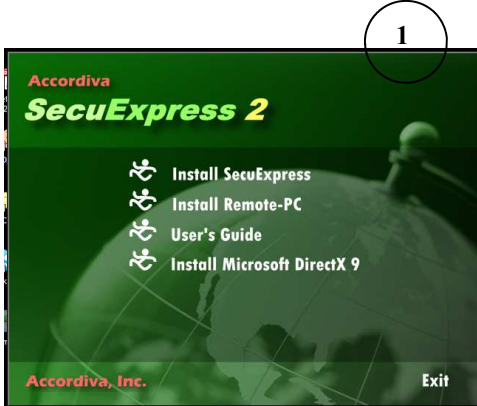 1
Accordiva
SecuExpress 2
Install SecuExpress
Install Remote-PC
User's Guide
Install Microsoft DirectX 9
Accordiva, Inc.
Exit